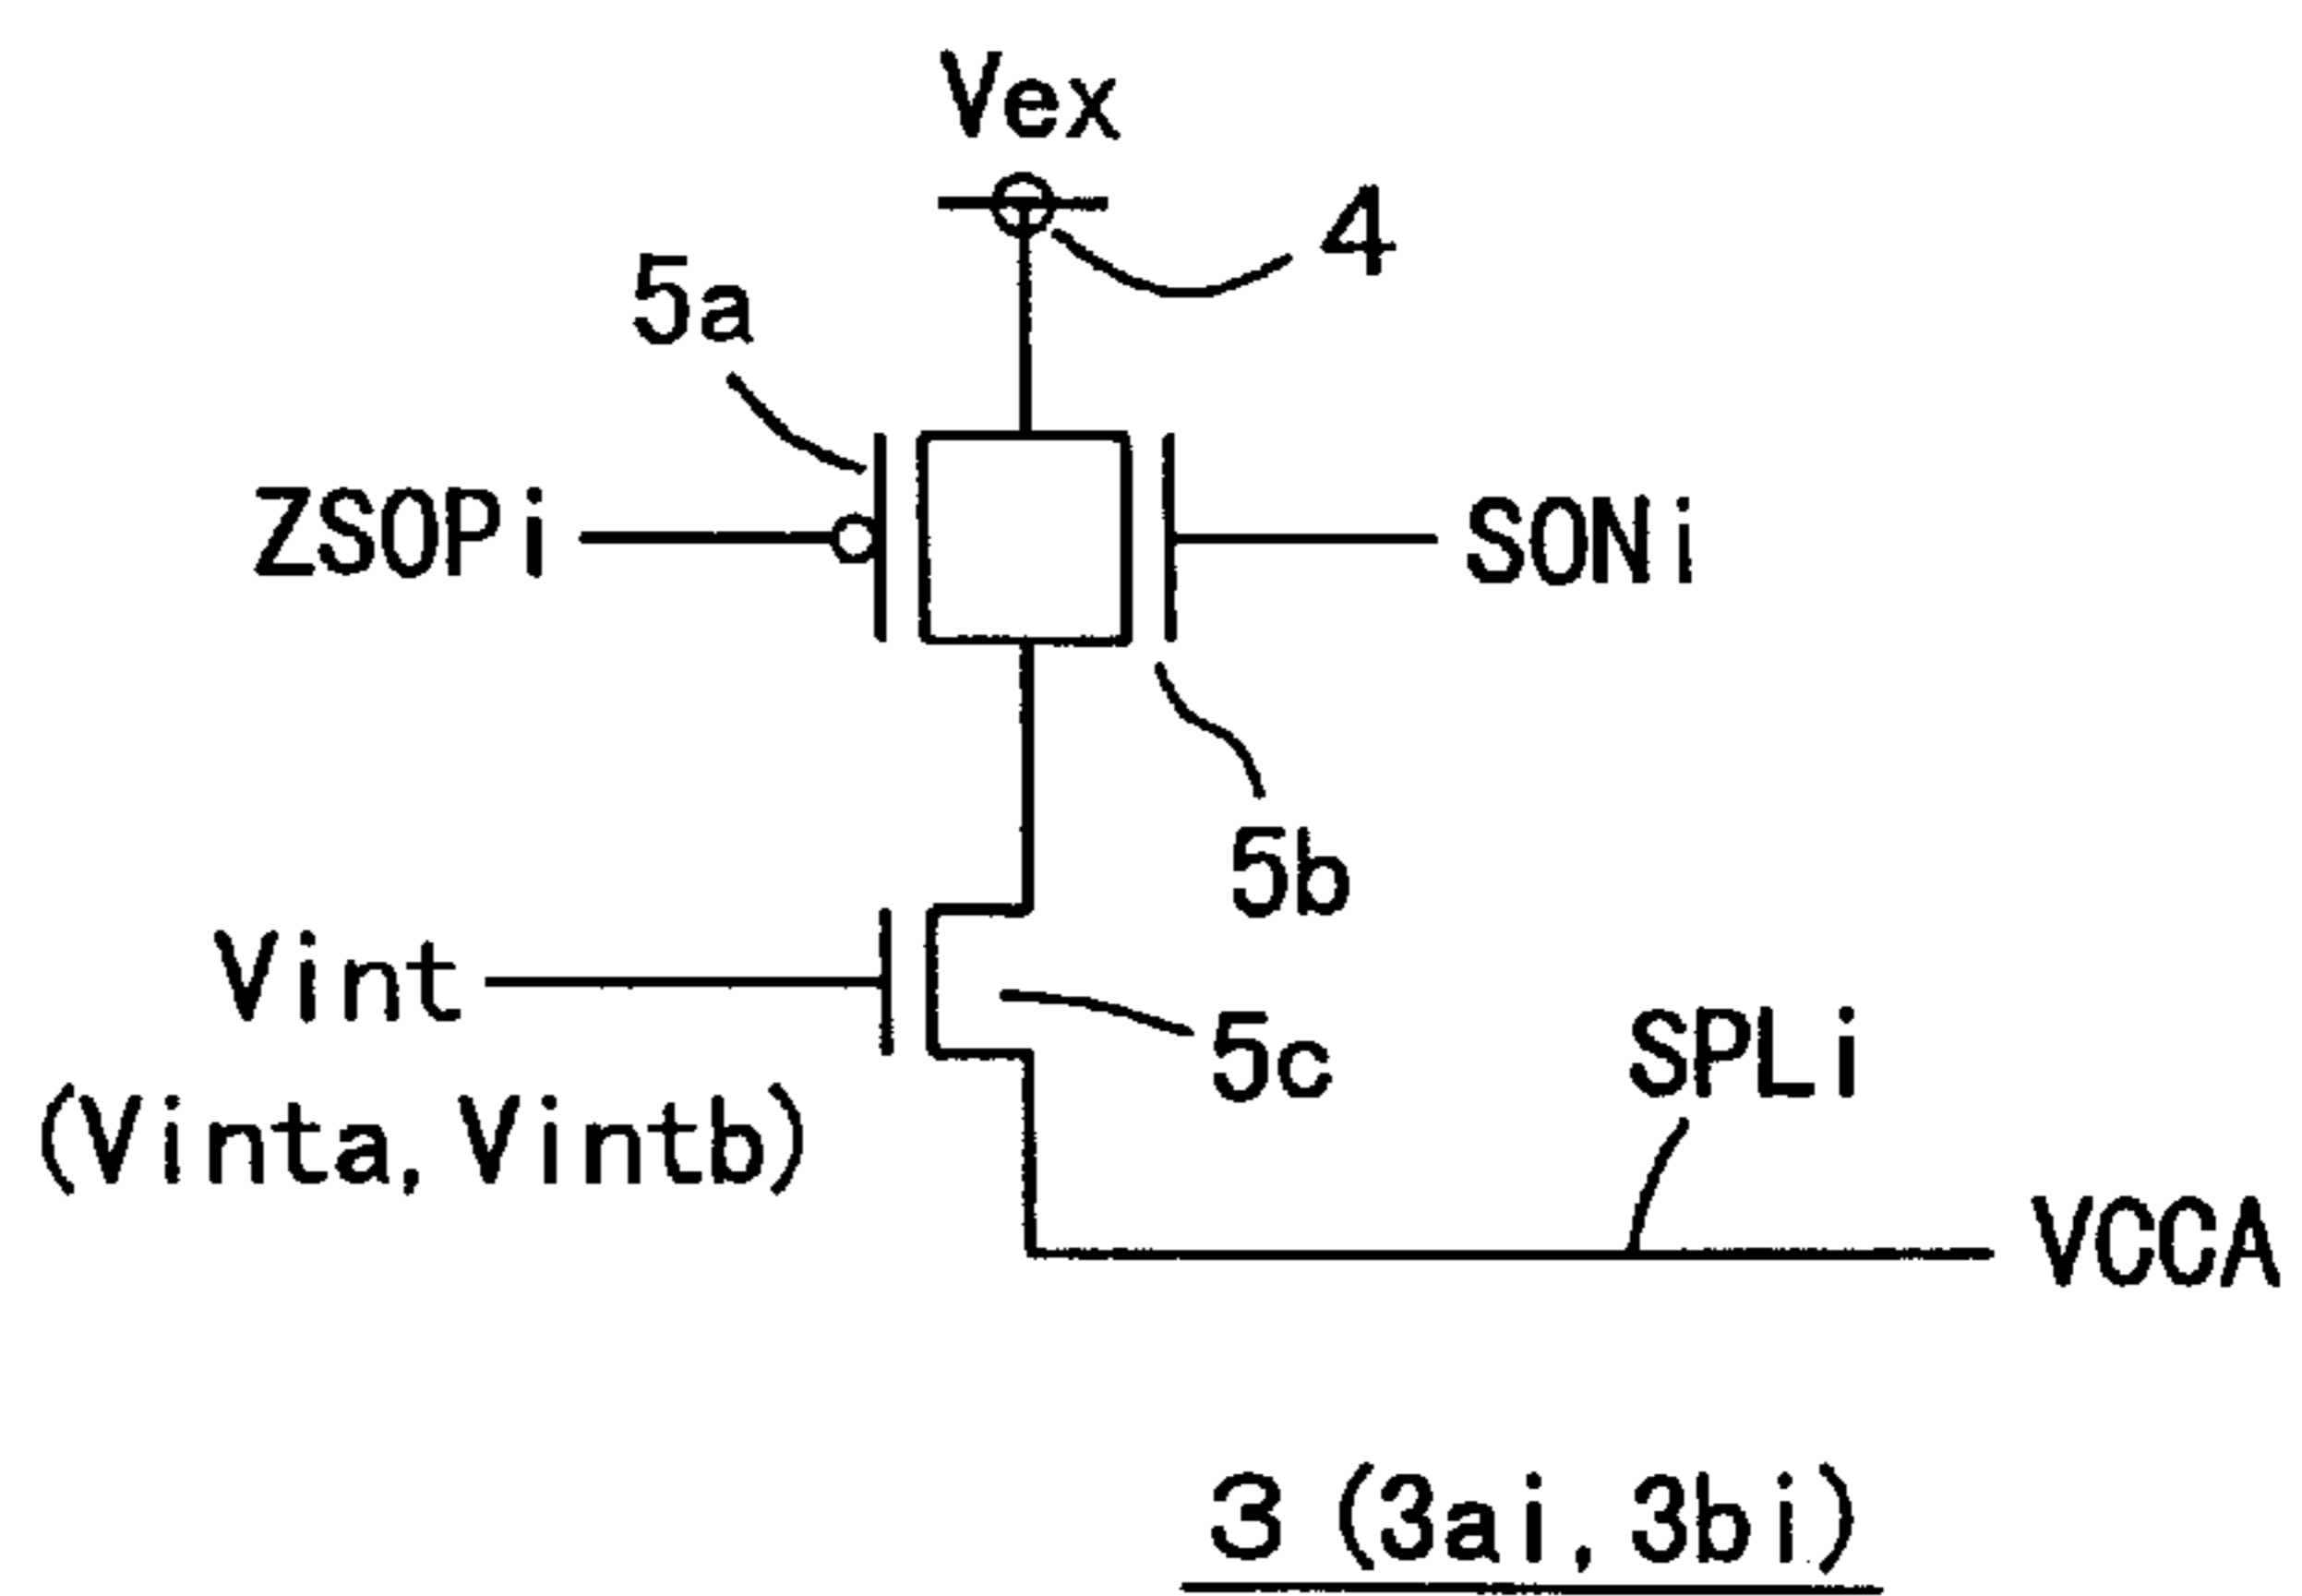 Vex
4
5a
ZSOPi
SONi
5b
Vint
(Vinta, Vintb)
5c
SPLi
VCCA
3 (3ai, 3bi)